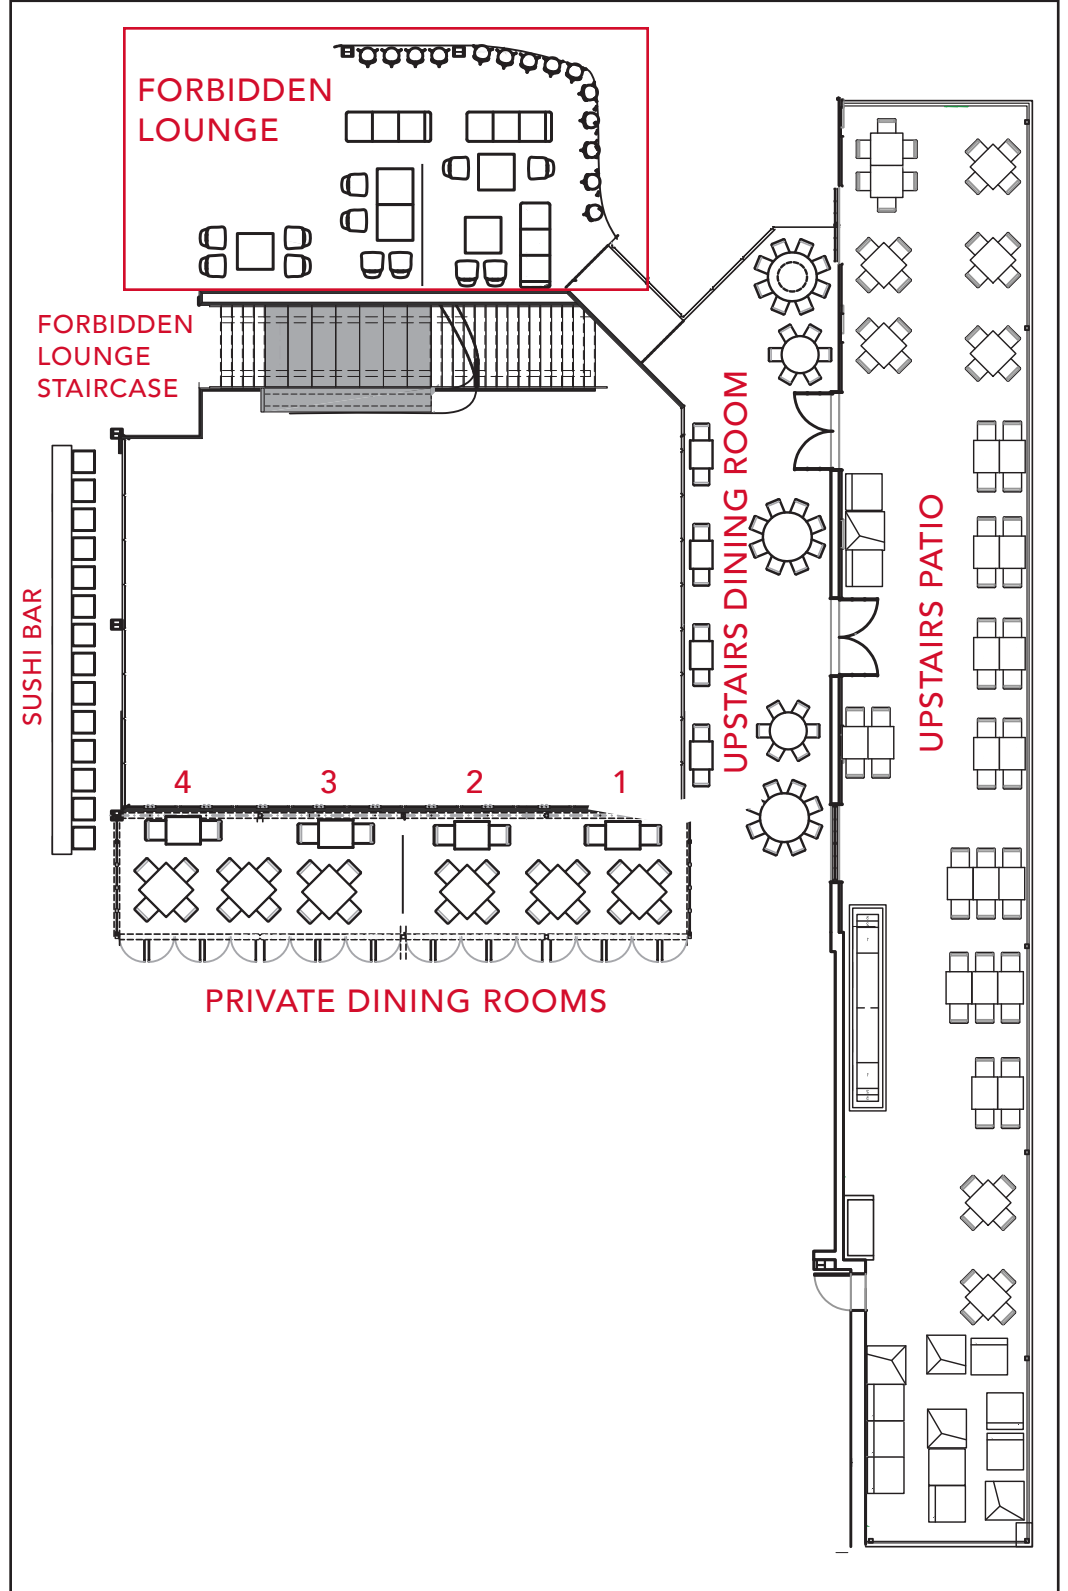 FORBIDDEN
LOUNGE
FORBIDDEN
LOUNGE
STAIRCASE
UPSTAIRS DINING ROOM
UPSTAIRS PATIO
SUSHI BAR
4 3 2 1
PRIVATE DINING ROOMS